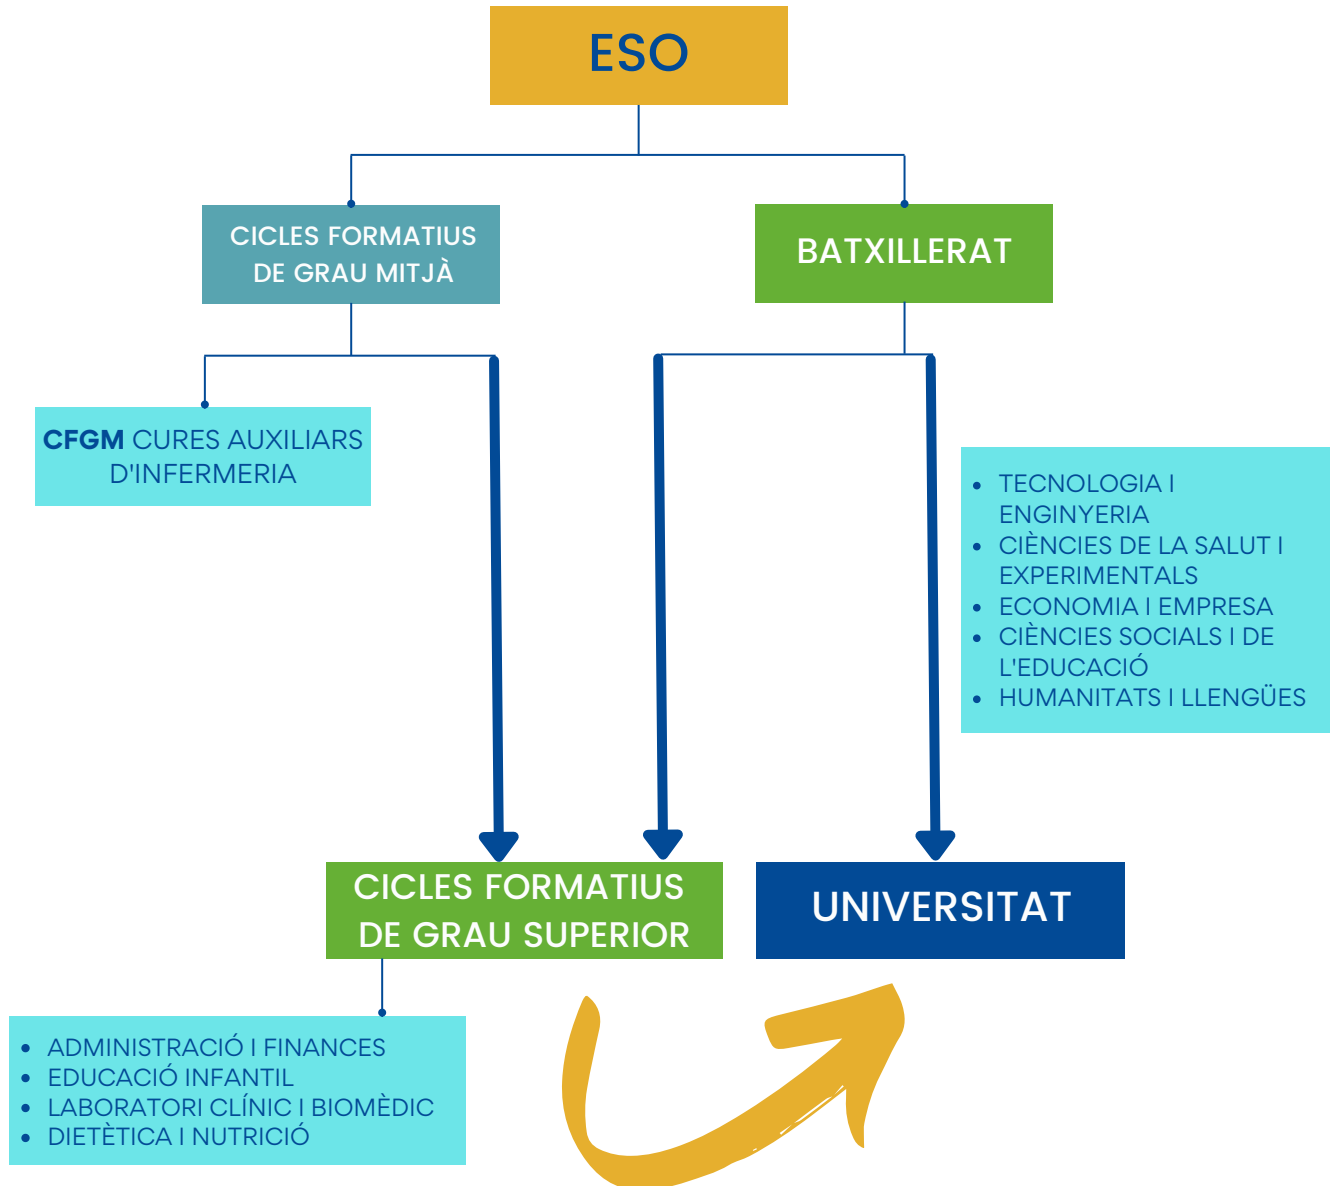 ESO
CICLES FORMATIUS
DE GRAU MITJÀ
BATXILLERAT
CFGM CURES AUXILIARS
D'INFERMERIA
• TECNOLOGIA I
ENGINYERIA
• CIÈNCIES DE LA SALUT I
EXPERIMENTALS
• ECONOMIA I EMPRESA
• CIÈNCIES SOCIALS I DE
L'EDUCACIÓ
• HUMANITATS I LLENGÜES
CICLES FORMATIUS
DE GRAU SUPERIOR
UNIVERSITAT
• ADMINISTRACIÓ I FINANCES
• EDUCACIÓ INFANTIL
• LABORATORI CLÍNIC I BIOMÈDIC
• DIETÈTICA I NUTRICIÓ